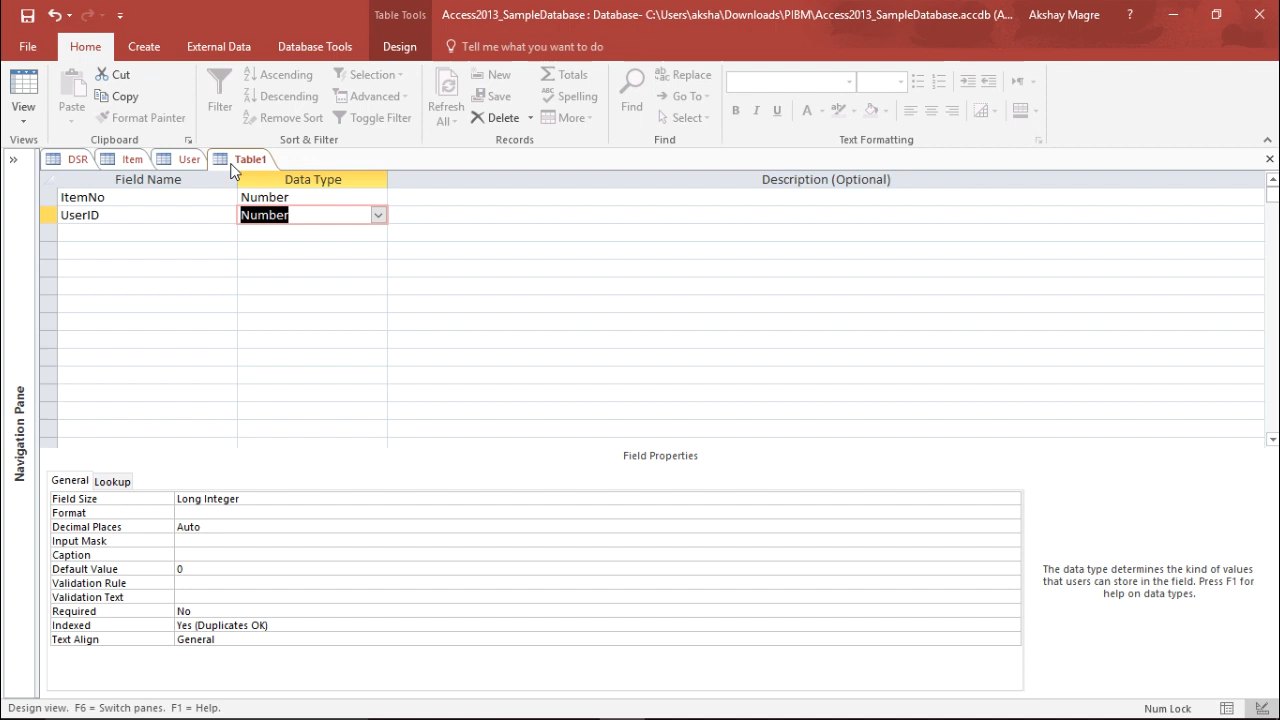 Table Tools
Access2013_SampleDatabase : Database- C:\Users\aksha\Downloads\PIBM\Access2013_SampleDatabase.accdb (A...
Akshay Magre
?
File
Home
Create
External Data
Database Tools
Design
Tell me what you want to do
View
Paste
Cut
Copy
Format Painter
Filter
Ascending
Descending
Remove Sort
Selection
Advanced
Toggle Filter
Refresh
All
New
Save
Delete
Totals
Spelling
More
Find
Replace
Go To
Select
B I U
A
Views
Clipboard
Sort & Filter
Records
Find
Text Formatting
DSR
Item
User
Table1
Field Name
Data Type
Description (Optional)
ItemNo
Number
UserID
Number
Navigation Pane
Field Properties
General
Lookup
Field Size
Long Integer
Format
Decimal Places
Auto
Input Mask
Caption
Default Value
0
Validation Rule
Validation Text
Required
No
Indexed
Yes (Duplicates OK)
Text Align
General
The data type determines the kind of values
that users can store in the field. Press F1 for
help on data types.
Design view. F6 = Switch panes. F1 = Help.
Num Lock